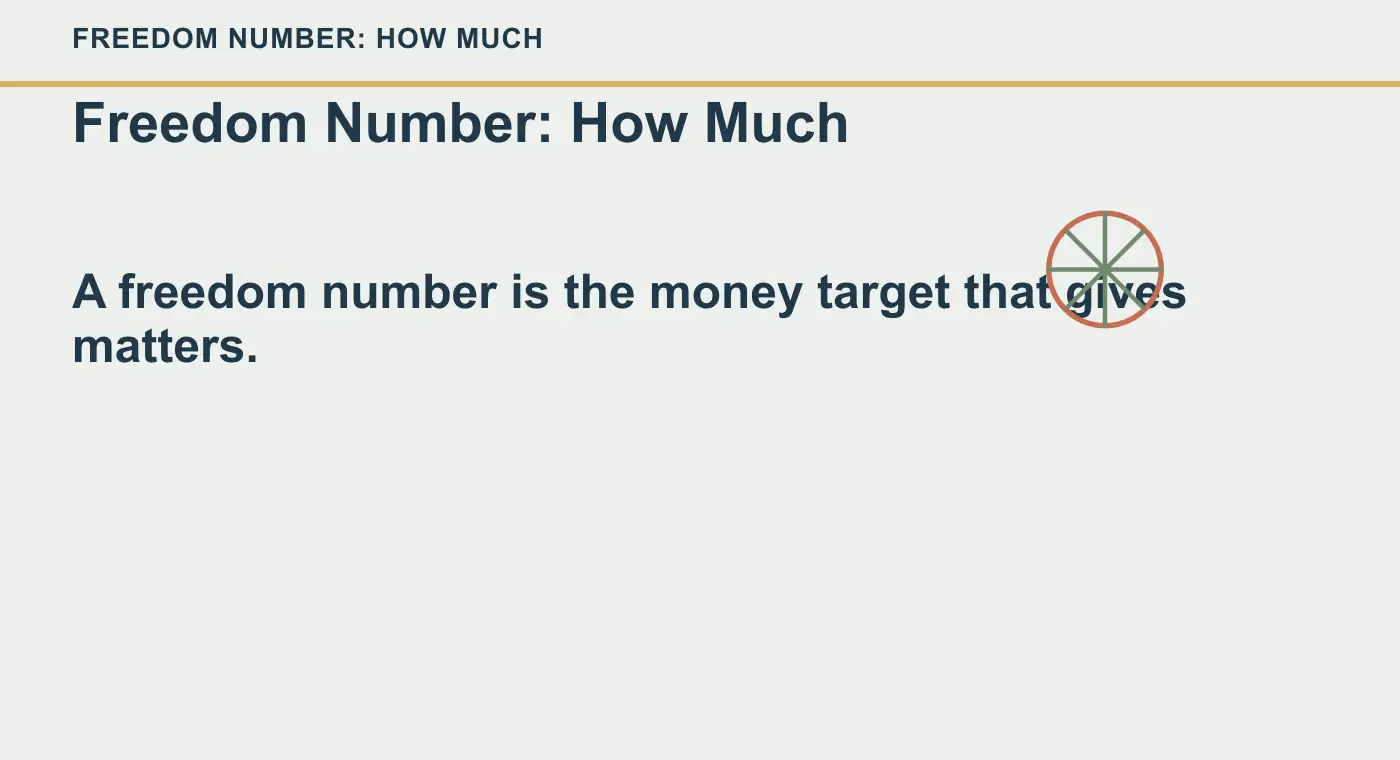 FREEDOM NUMBER: HOW MUCH
Freedom Number: How Much
A freedom number is the money target that gives
matters.